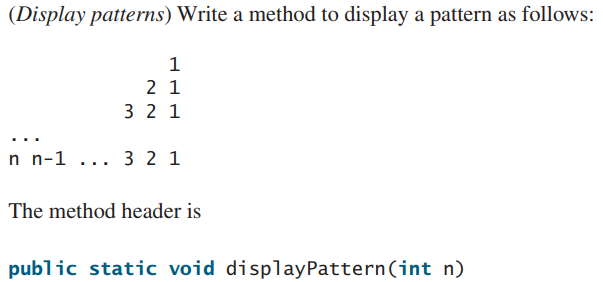 (Display patterns) Write a method to display a pattern as follows:
1
2 1
3 2 1
...
n n-1 ... 3 2 1
The method header is
public static void displayPattern(int n)